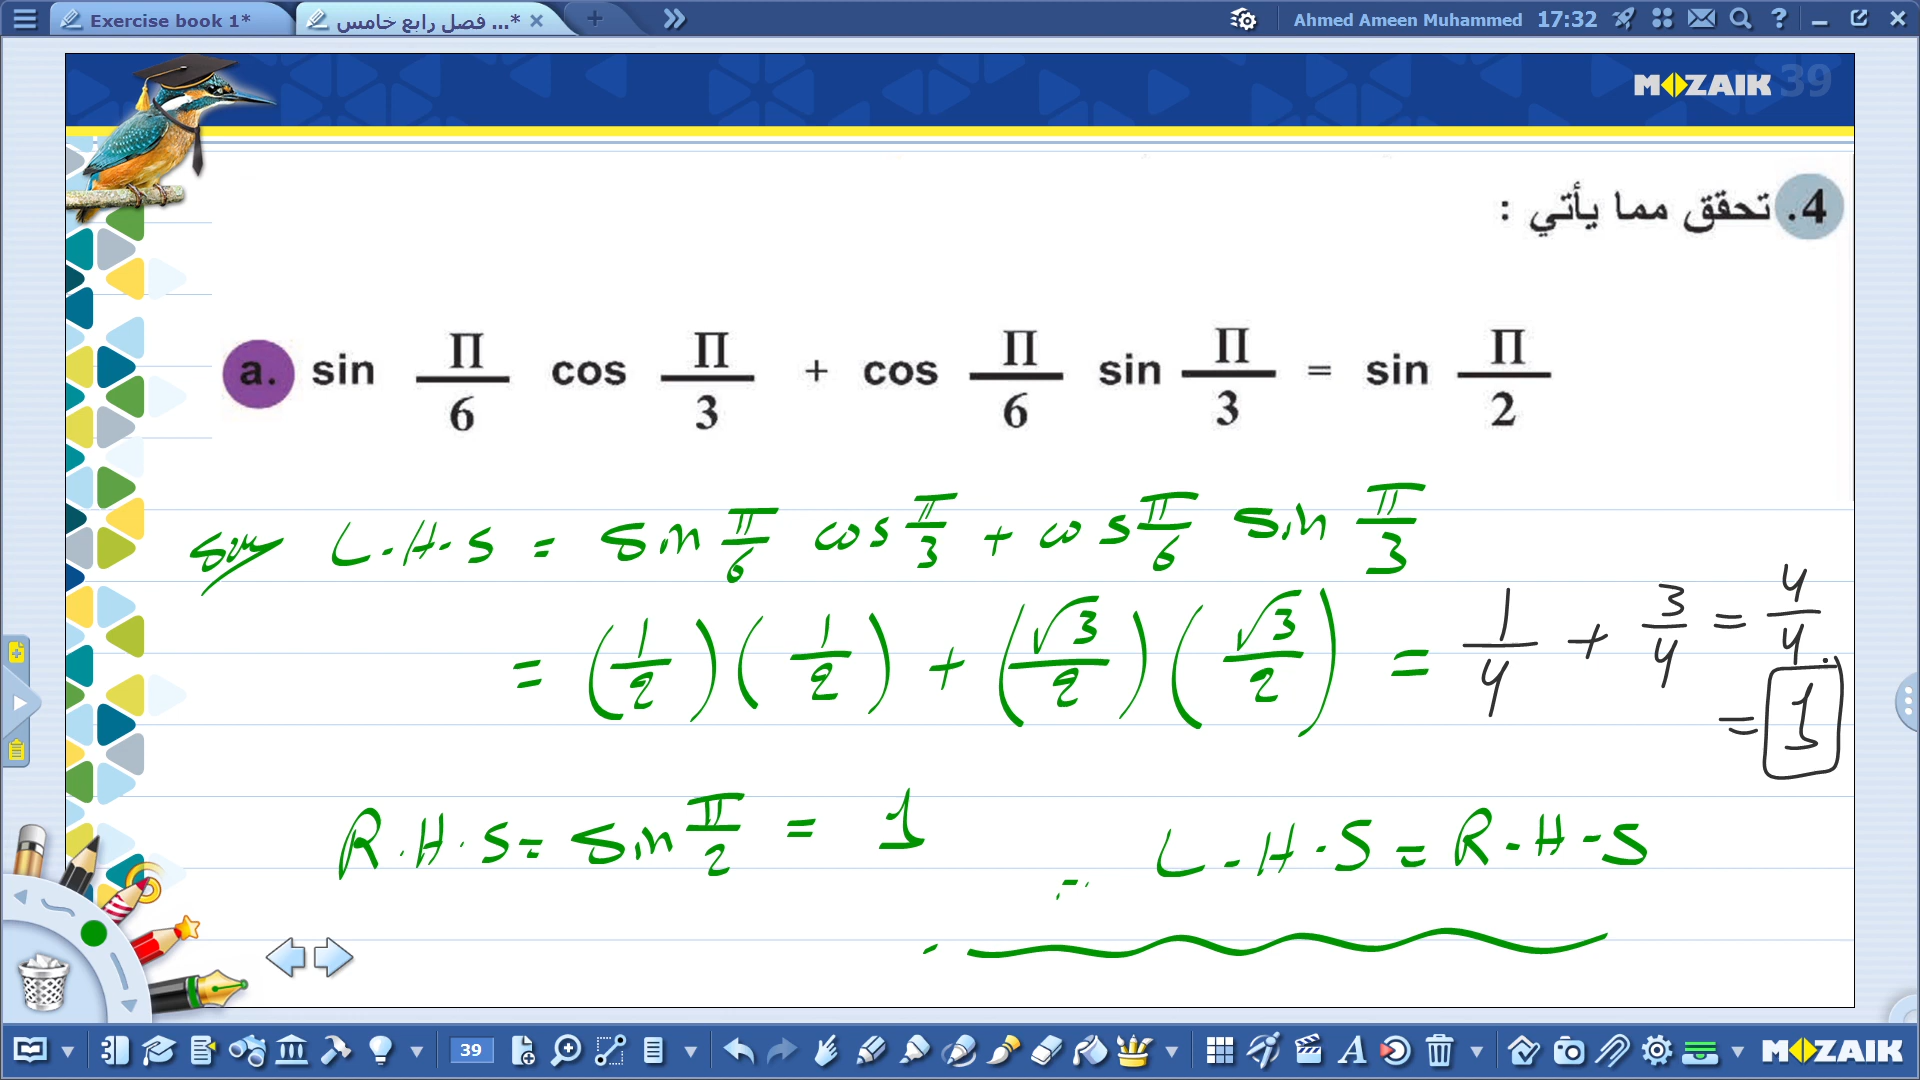 Exercise book 1*
فصل رابع خامس ...*
Ahmed Ameen Muhammed 17:32
MOZAIK 39
4. تحقق مما يأتي :
a. sin Π/6 cos Π/3 + cos Π/6 sin Π/3 = sin Π/2
L-H-S = sin π/6 cos π/3 + cos π/6 sin π/3
= (1/2)(1/2) + (√3/2)(√3/2) = 1/4 + 3/4 = 4/4
= 1
R.H.S = sin π/2 = 1
L-H-S = R-H-S
39
MOZAIK